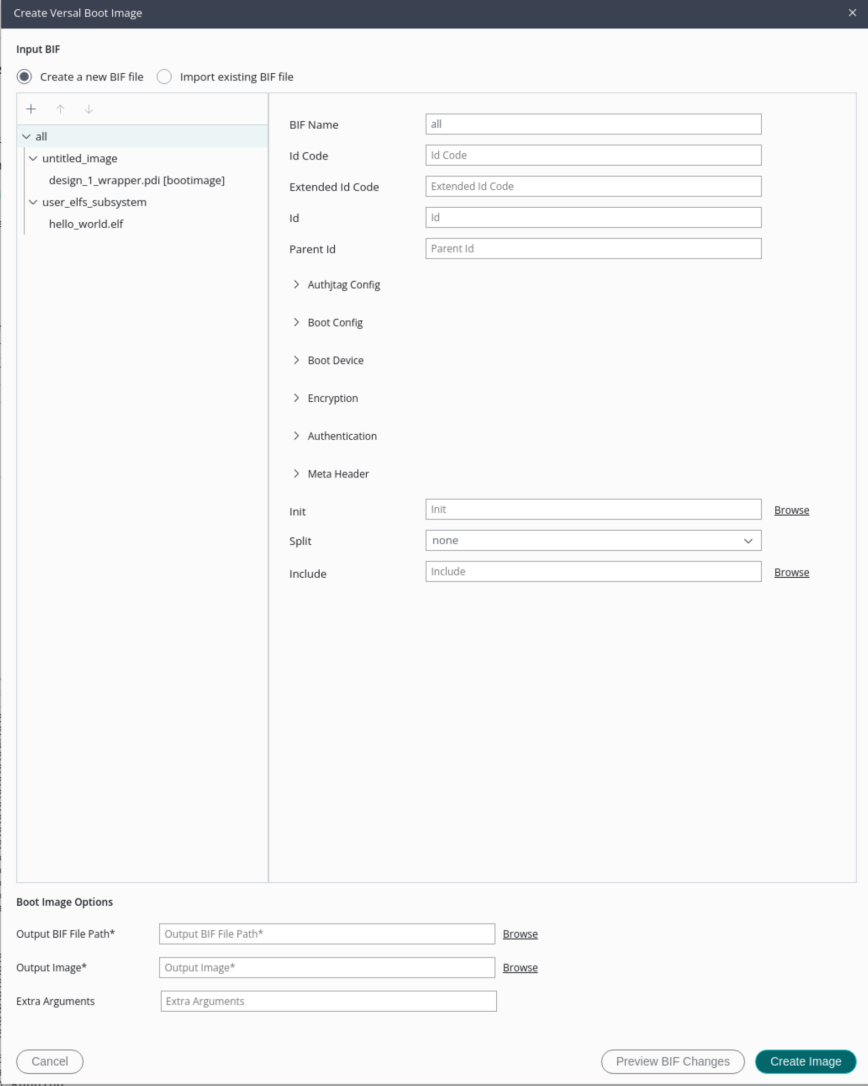 Create Versal Boot Image
Input BIF
Create a new BIF file Import existing BIF file
all
untitled_image
design_1_wrapper.pdi [bootimage]
user_elfs_subsystem
hello_world.elf
BIF Name all
Id Code Id Code
Extended Id Code Extended Id Code
Id Id
Parent Id Parent Id
Authjtag Config
Boot Config
Boot Device
Encryption
Authentication
Meta Header
Init Init Browse
Split none
Include Include Browse
Boot Image Options
Output BIF File Path* Output BIF File Path* Browse
Output Image* Output Image* Browse
Extra Arguments Extra Arguments
Cancel Preview BIF Changes Create Image